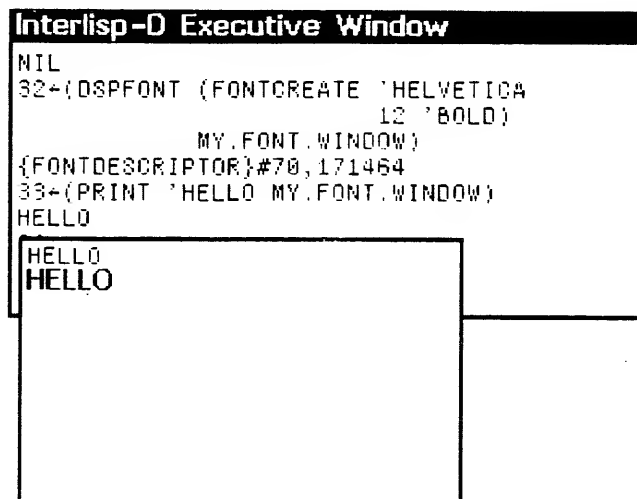 Interlisp-D Executive Window
NIL
32←(DSPFONT (FONTCREATE 'HELVETICA
12 'BOLD)
MY.FONT.WINDOW)
{FONTDESCRIPTOR}#70,171464
33←(PRINT 'HELLO MY.FONT.WINDOW)
HELLO
HELLO
HELLO